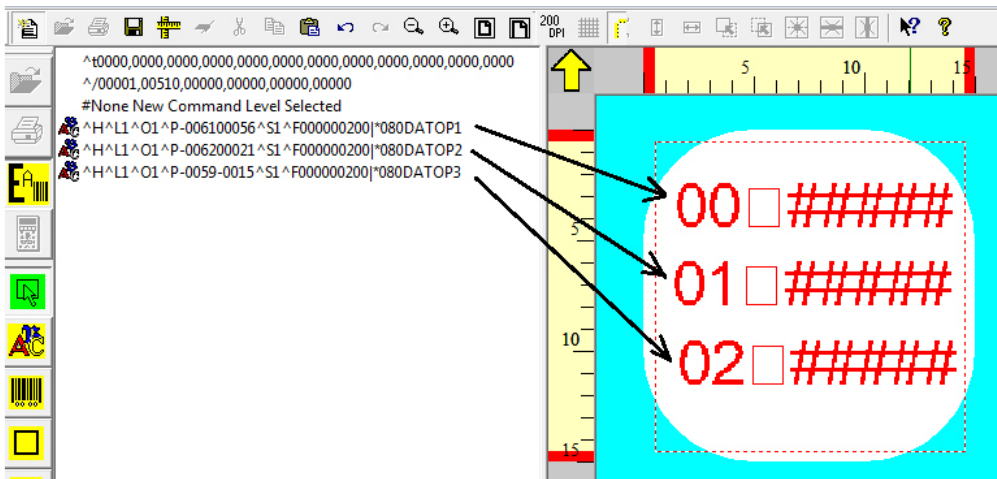 200
DPI
^t0000,0000,0000,0000,0000,0000,0000,0000,0000,0000,0000,0000
^/00001,00510,00000,00000,00000,00000
#None New Command Level Selected
^H^L1^O1^P-006100056^S1^F000000200|*080DATOP1
^H^L1^O1^P-006200021^S1^F000000200|*080DATOP2
^H^L1^O1^P-0059-0015^S1^F000000200|*080DATOP3
5 10 15
5
10
15
00□#####
01□#####
02□#####